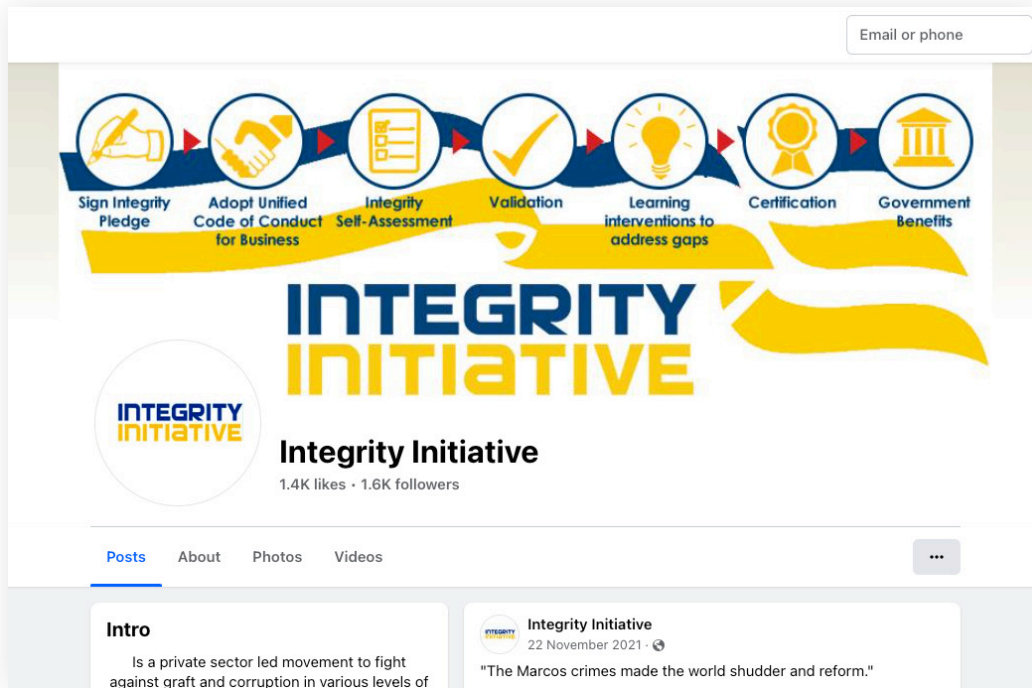 Email or phone
Sign Integrity
Pledge
Adopt Unified
Code of Conduct
for Business
Integrity
Self-Assessment
Validation
Learning
interventions to
address gaps
Certification
Government
Benefits
INTEGRITY
INITIATIVE
INTEGRITY
INITIATIVE
Integrity Initiative
1.4K likes • 1.6K followers
Posts
About
Photos
Videos
Intro
Is a private sector led movement to fight
against graft and corruption in various levels of
INTEGRITY
INITIATIVE
Integrity Initiative
22 November 2021 ·
"The Marcos crimes made the world shudder and reform."